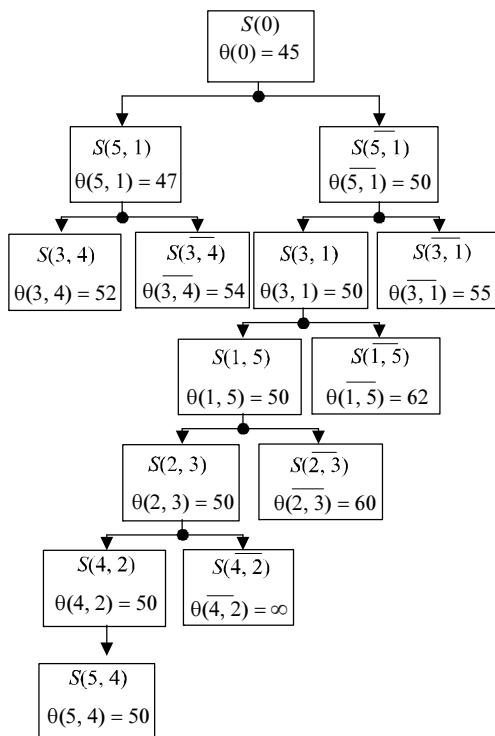 S(0)
θ(0) = 45
S(5, 1)
θ(5, 1) = 47
S(5̅,̅ ̅1̅)
θ(5̅,̅ ̅1̅) = 50
S(3, 4)
θ(3, 4) = 52
S(3̅,̅ ̅4̅)
θ(3̅,̅ ̅4̅) = 54
S(3, 1)
θ(3, 1) = 50
S(3̅,̅ ̅1̅)
θ(3̅,̅ ̅1̅) = 55
S(1, 5)
θ(1, 5) = 50
S(1̅,̅ ̅5̅)
θ(1̅,̅ ̅5̅) = 62
S(2, 3)
θ(2, 3) = 50
S(2̅,̅ ̅3̅)
θ(2̅,̅ ̅3̅) = 60
S(4, 2)
θ(4, 2) = 50
S(4̅,̅ ̅2̅)
θ(4̅,̅ ̅2̅) = ∞
S(5, 4)
θ(5, 4) = 50